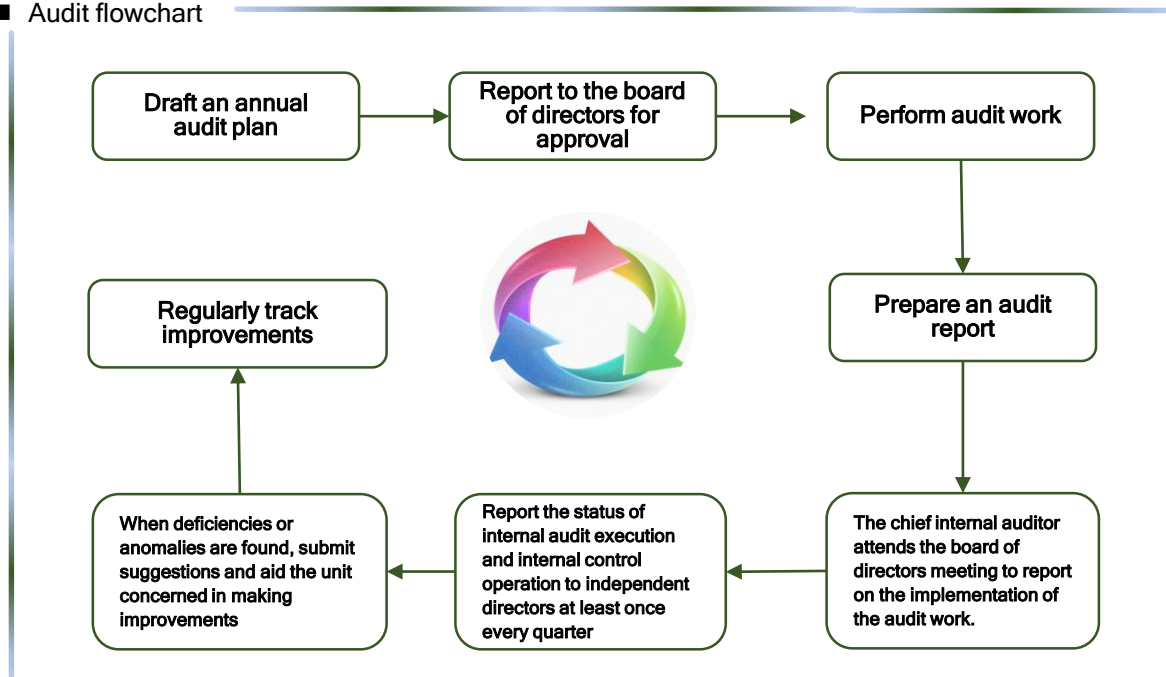 Audit flowchart
Draft an annual
audit plan
Report to the board
of directors for
approval
Perform audit work
Prepare an audit
report
The chief internal auditor
attends the board of
directors meeting to report
on the implementation of
the audit work.
Report the status of
internal audit execution
and internal control
operation to independent
directors at least once
every quarter
When deficiencies or
anomalies are found, submit
suggestions and aid the unit
concerned in making
improvements
Regularly track
improvements